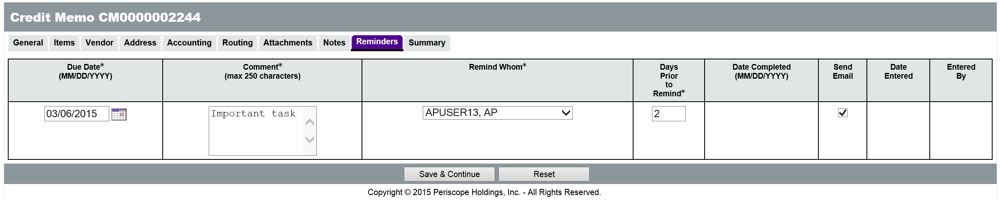 Credit Memo CM0000002244
General Items Vendor Address Accounting Routing Attachments Notes Reminders Summary
Due Date*
(MM/DD/YYYY)
Comment*
(max 250 characters)
Remind Whom*
Days
Prior
to
Remind*
Date Completed
(MM/DD/YYYY)
Send
Email
Date
Entered
Entered
By
03/06/2015
Important task
APUSER13, AP
2
Save & Continue
Reset
Copyright © 2015 Periscope Holdings, Inc. - All Rights Reserved.